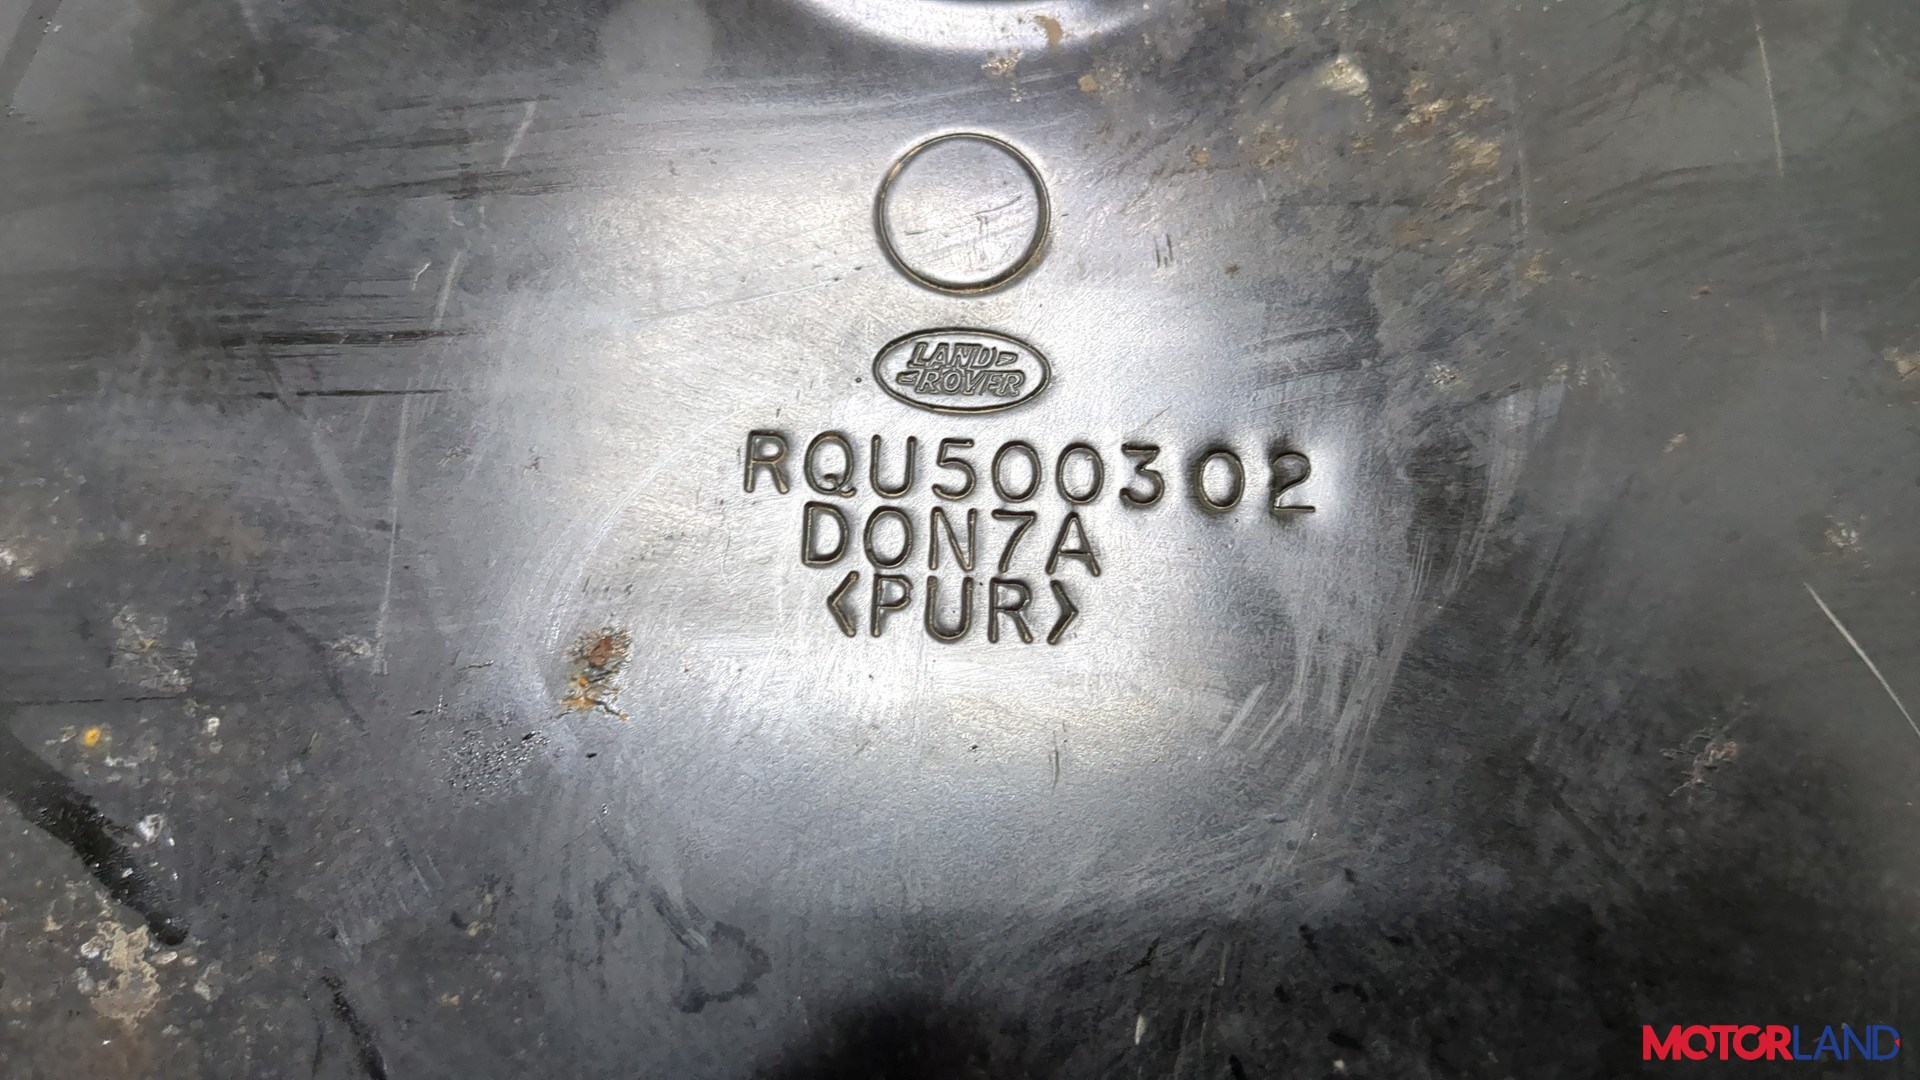 LAND
ROVER
RQU500302
DON7A
<PUR>
MOTORLAND